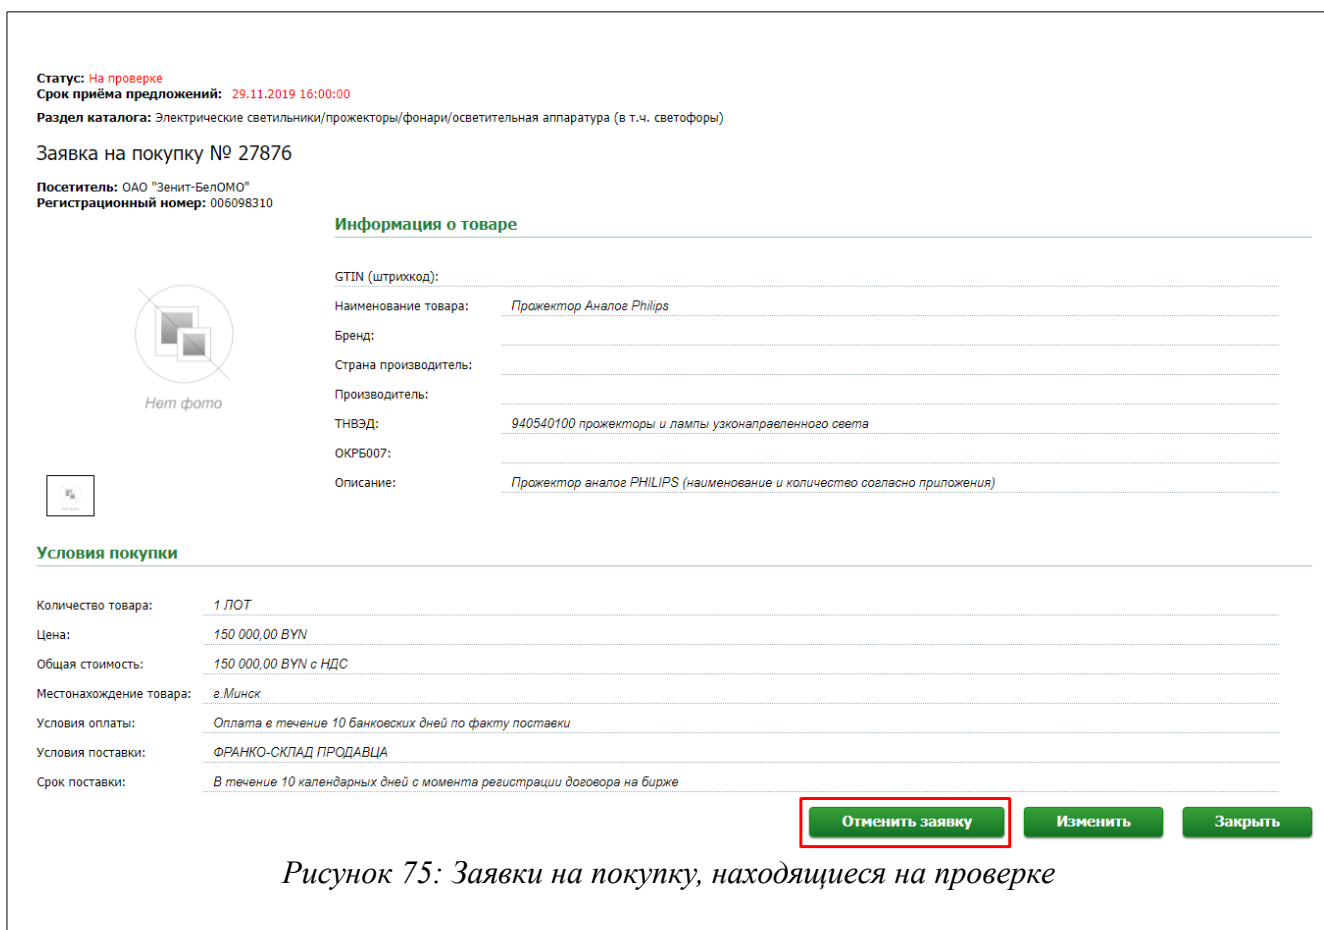 Статус: На проверке
Срок приёма предложений: 29.11.2019 16:00:00
Раздел каталога: Электрические светильники/прожекторы/фонари/осветительная аппаратура (в т.ч. светофоры)
Заявка на покупку № 27876
Посетитель: ОАО "Зенит-БелОМО"
Регистрационный номер: 006098310
Информация о товаре
GTIN (штрихкод):
Наименование товара: Прожектор Аналог Philips
Бренд:
Страна производитель:
Производитель:
Нет фото
ТНВЭД: 940540100 прожекторы и лампы узконаправленного света
ОКРБ007:
Описание: Прожектор аналог PHILIPS (наименование и количество согласно приложения)
Условия покупки
Количество товара: 1 ЛОТ
Цена: 150 000,00 BYN
Общая стоимость: 150 000,00 BYN с НДС
Местонахождение товара: г.Минск
Условия оплаты: Оплата в течение 10 банковских дней по факту поставки
Условия поставки: ФРАНКО-СКЛАД ПРОДАВЦА
Срок поставки: В течение 10 календарных дней с момента регистрации договора на бирже
Отменить заявку Изменить Закрыть
Рисунок 75: Заявки на покупку, находящиеся на проверке